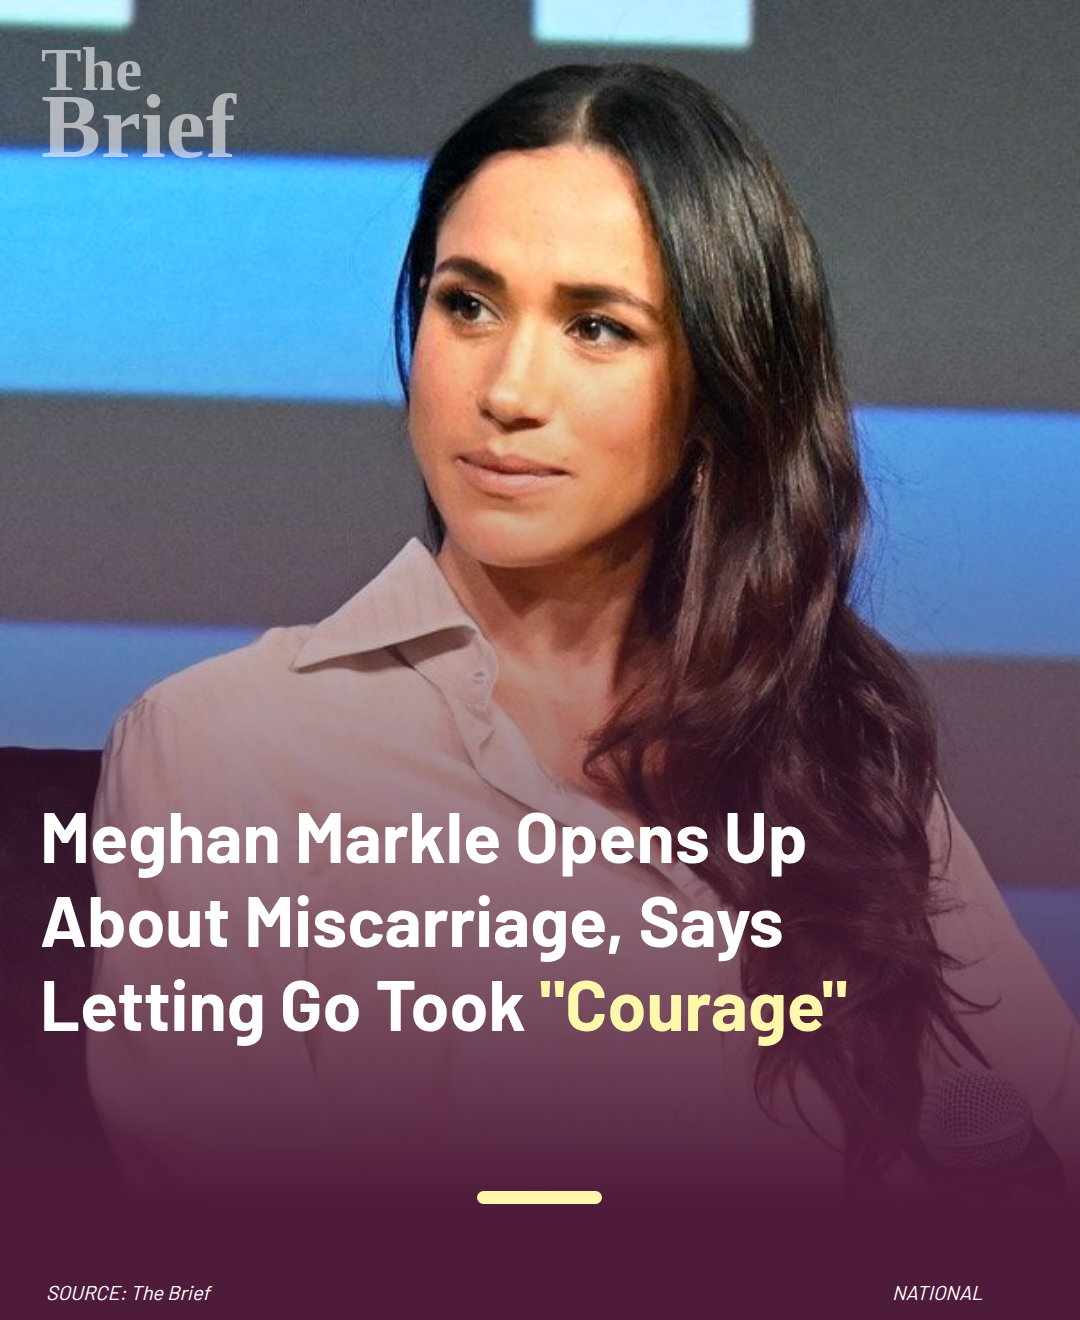 The
Brief
Meghan Markle Opens Up
About Miscarriage, Says
Letting Go Took "Courage"
SOURCE: The Brief
NATIONAL